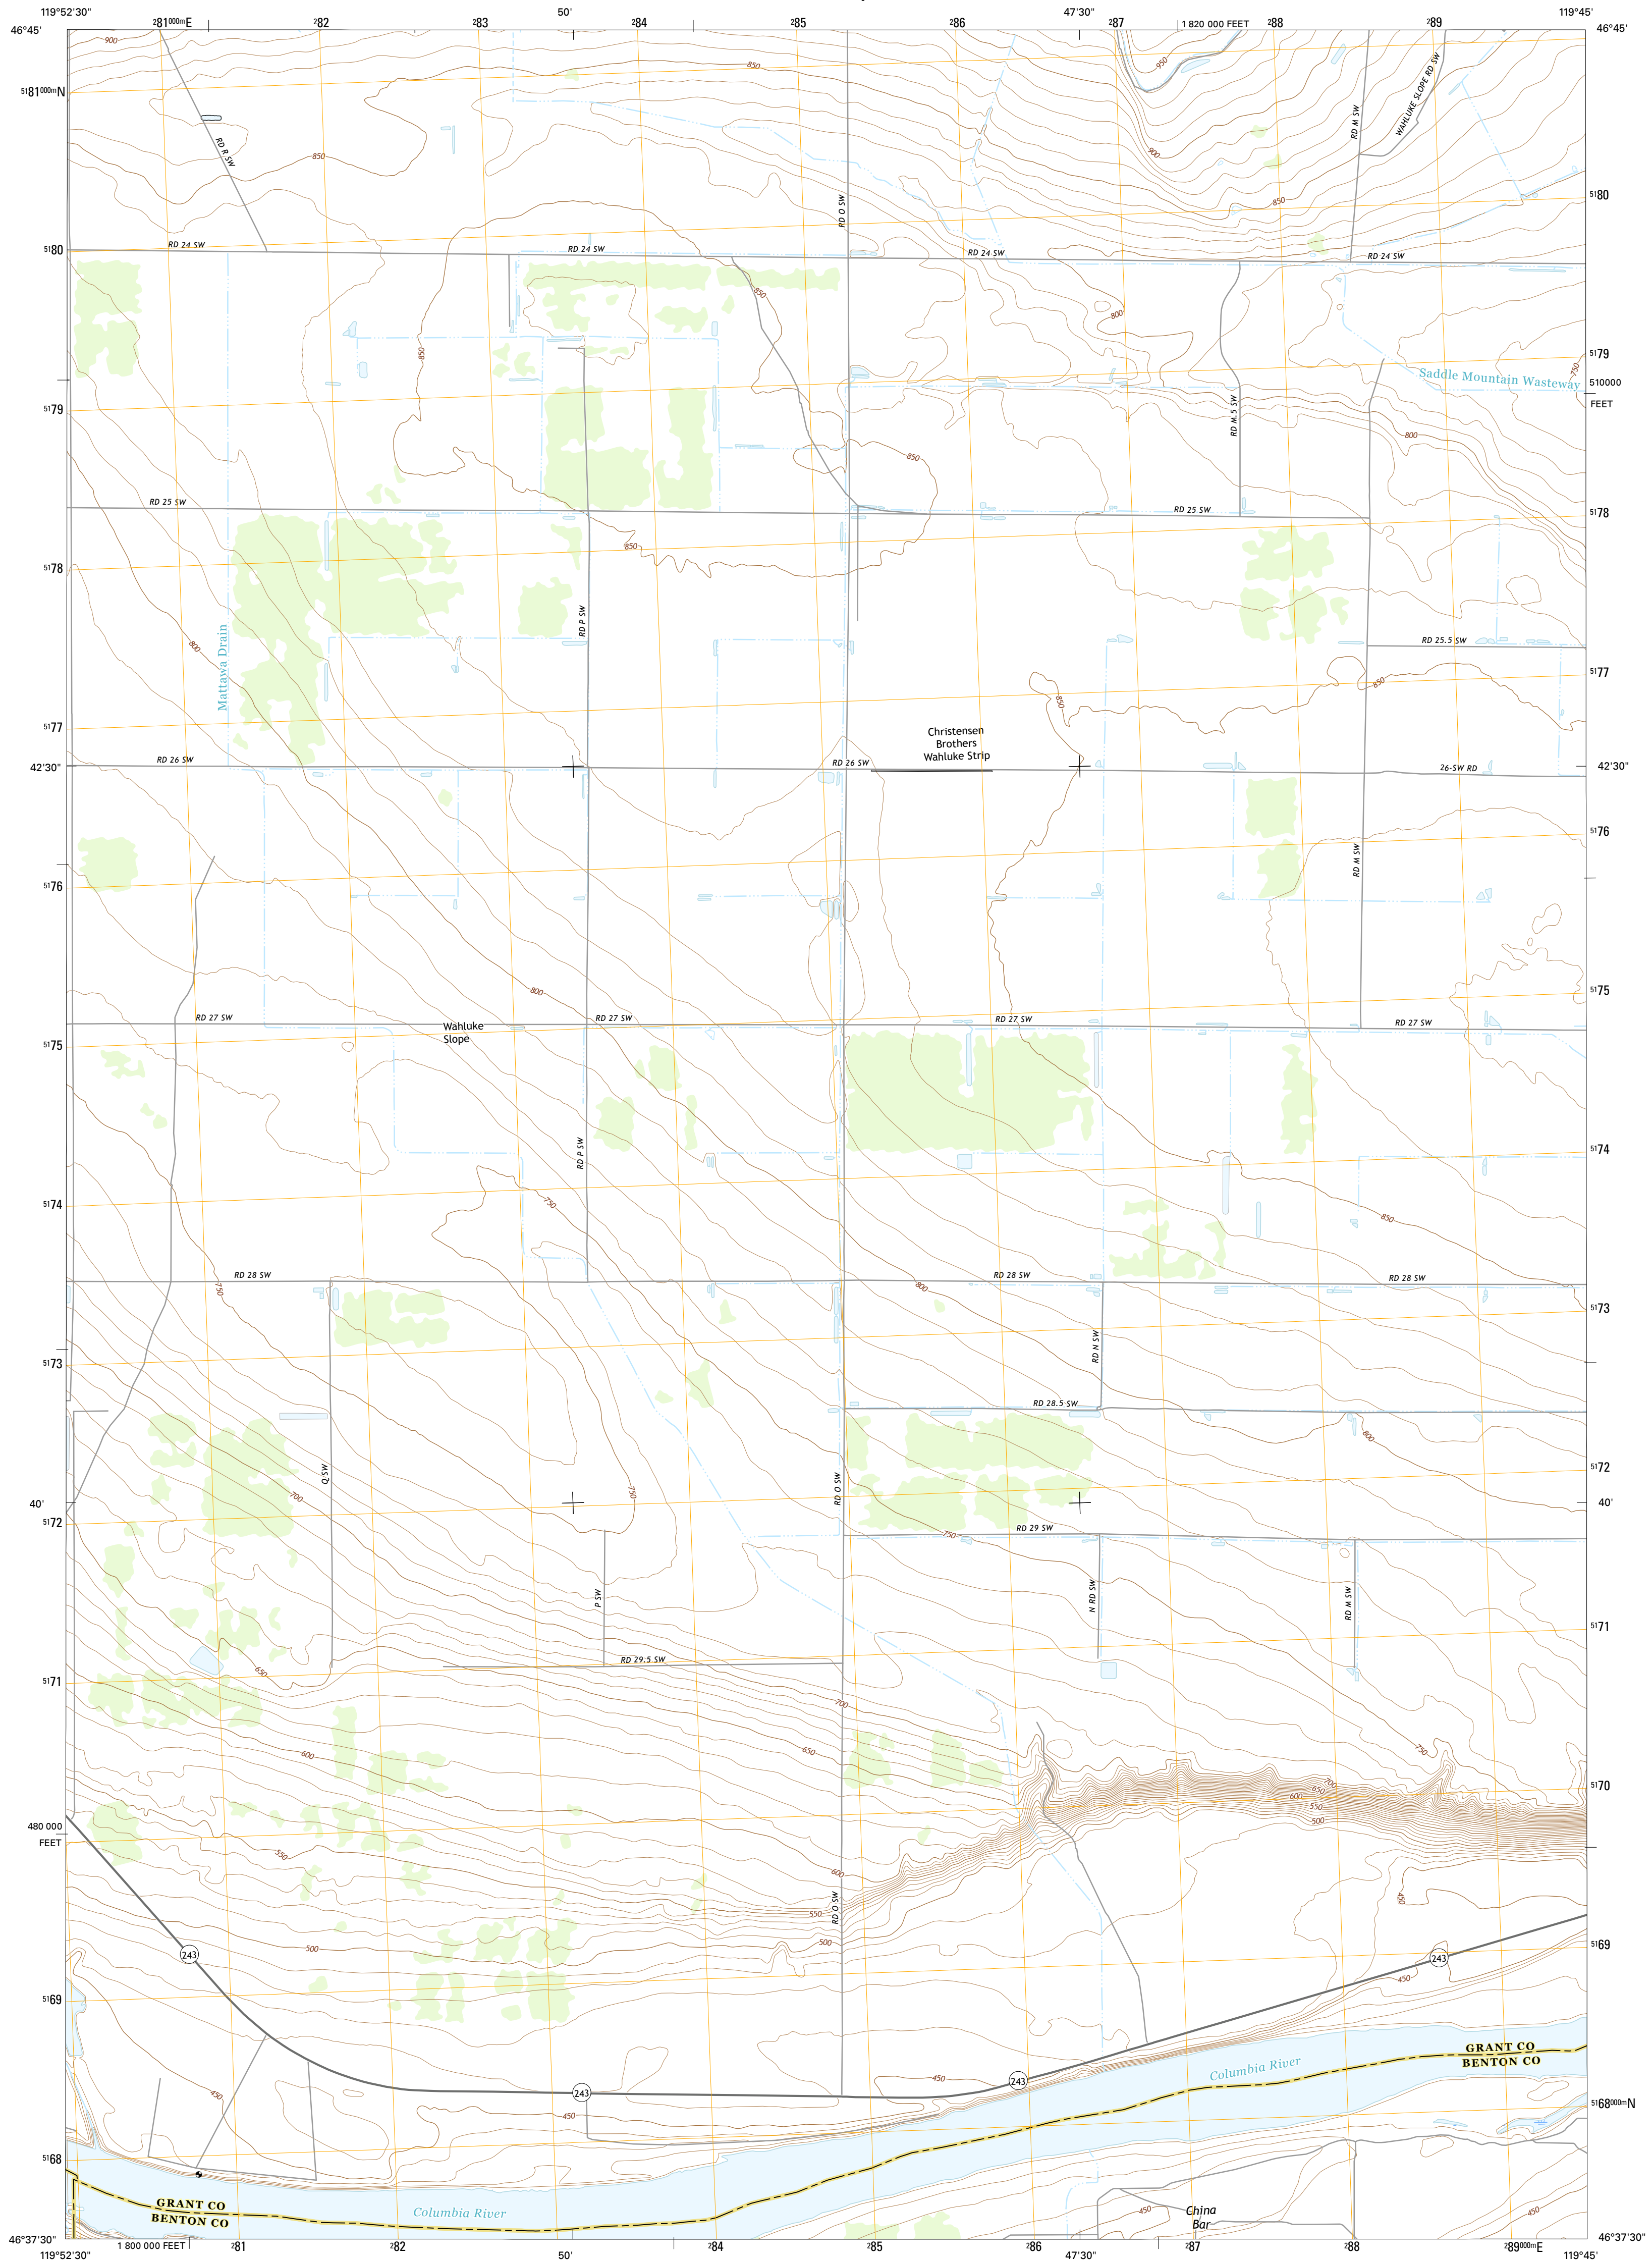 119°52'30"
²81⁰⁰⁰ᵐE
²82
²83
50'
²84
²85
²86
47'30"
²87
1 820 000 FEET
²88
²89
119°45'
46°45'
46°45'
900
850
950
⁵¹81⁰⁰⁰ᵐN
RD R SW
850
RD M SW
WAHLUKE SLOPE RD SW
900
⁵¹80
850
RD O SW
⁵¹80
RD 24 SW
RD 24 SW
RD 24 SW
RD 24 SW
850
800
850
⁵¹79
750
Saddle Mountain Wasteway
510000
FEET
⁵¹79
RD M.5 SW
800
850
RD 25 SW
RD 25 SW
⁵¹78
850
⁵¹78
RD P SW
800
Mattawa Drain
RD 25.5 SW
⁵¹77
850
850
⁵¹77
Christensen
Brothers
Wahluke Strip
42'30"
RD 26 SW
RD 26 SW
26-SW RD
42'30"
⁵¹76
RD M SW
⁵¹76
800
⁵¹75
RD 27 SW
RD 27 SW
RD 27 SW
RD 27 SW
Wahluke
Slope
⁵¹75
RD P SW
⁵¹74
⁵¹74
750
850
RD 28 SW
RD 28 SW
RD 28 SW
750
800
⁵¹73
RD N SW
⁵¹73
RD 28.5 SW
800
Q SW
⁵¹72
700
750
RD O SW
40'
40'
⁵¹72
750
RD 29 SW
P SW
N RD SW
RD M SW
⁵¹71
RD 29.5 SW
650
⁵¹71
700
600
650
750
700
650
600
550
500
⁵¹70
480 000
FEET
550
600
450
550
RD O SW
500
500
243
243
⁵¹69
450
⁵¹69
GRANT CO
BENTON CO
Columbia River
450
243
243
450
450
⁵¹68⁰⁰⁰ᵐN
⁵¹68
GRANT CO
BENTON CO
Columbia River
450
China
Bar
450
46°37'30"
46°37'30"
119°52'30"
1 800 000 FEET
²81
²82
50'
²84
²85
²86
47'30"
²87
²88
²89⁰⁰⁰ᵐE
119°45'